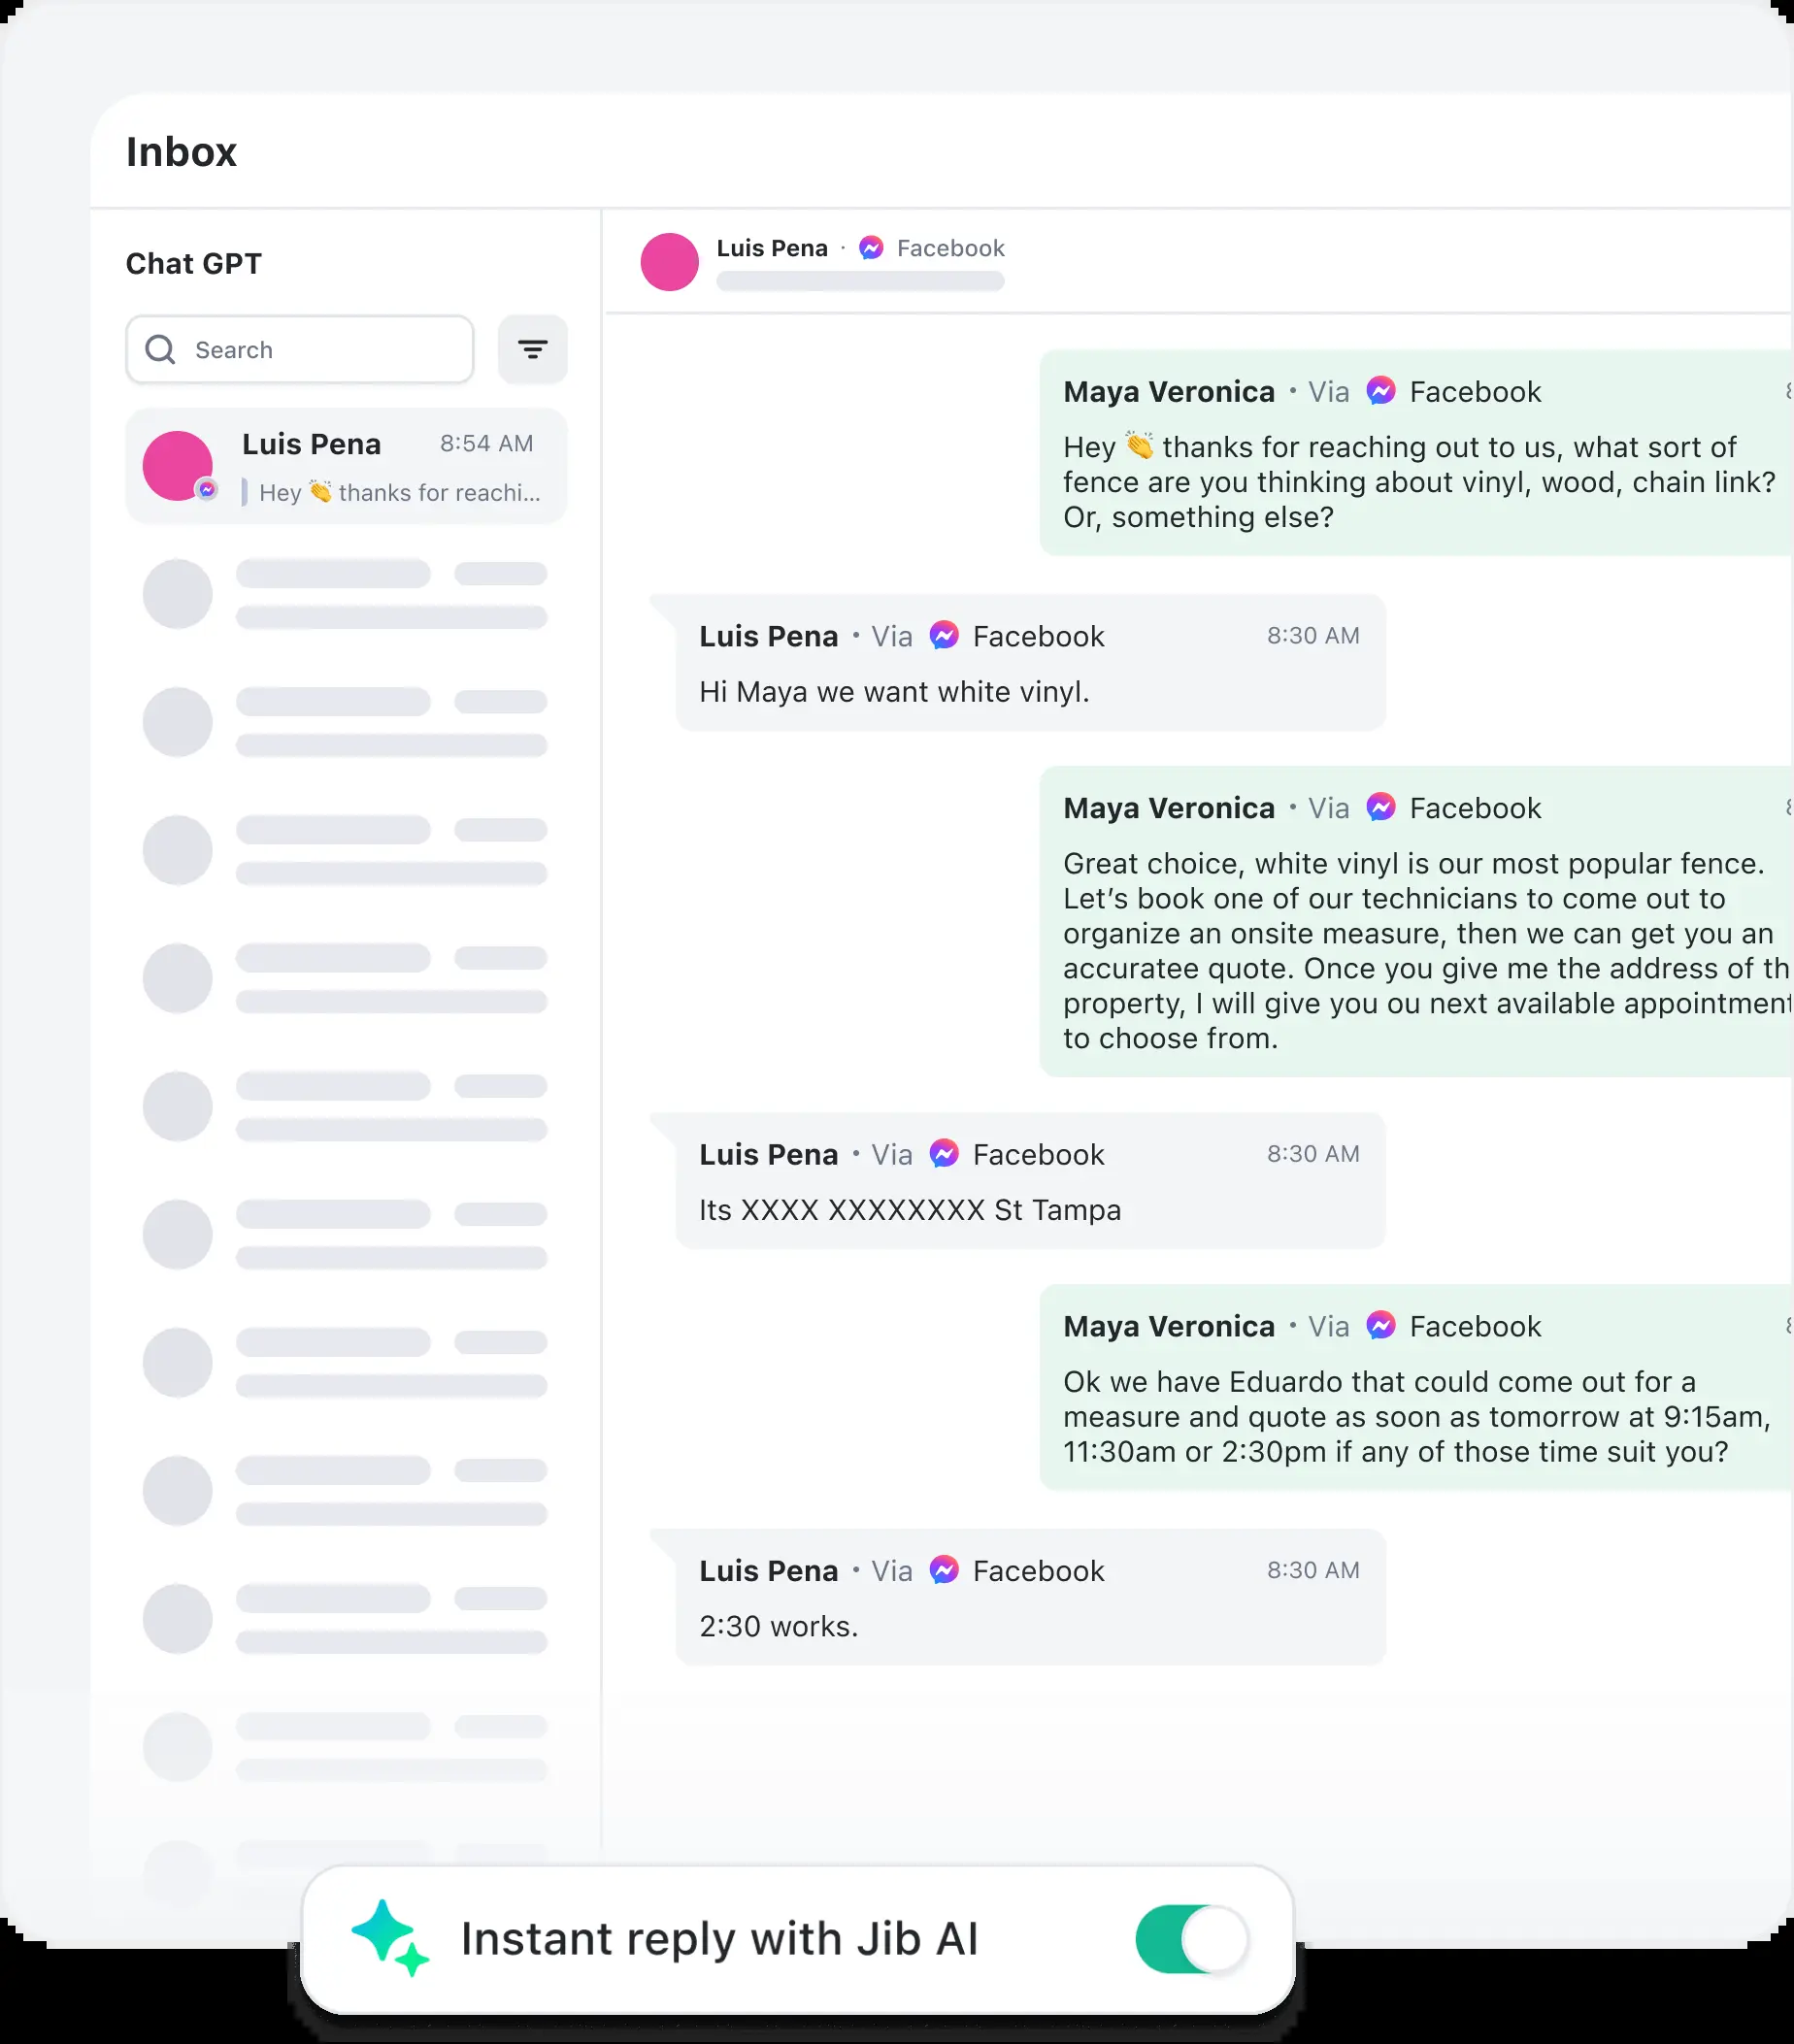 Inbox
Chat GPT
Search
Luis Pena 8:54 AM
Hey 👏 thanks for reachi...
Luis Pena · Facebook
Maya Veronica • Via Facebook
Hey 👏 thanks for reaching out to us, what sort of
fence are you thinking about vinyl, wood, chain link?
Or, something else?
Luis Pena • Via Facebook 8:30 AM
Hi Maya we want white vinyl.
Maya Veronica • Via Facebook
Great choice, white vinyl is our most popular fence.
Let’s book one of our technicians to come out to
organize an onsite measure, then we can get you an
accuratee quote. Once you give me the address of th
property, I will give you ou next available appointment
to choose from.
Luis Pena • Via Facebook 8:30 AM
Its XXXX XXXXXXXX St Tampa
Maya Veronica • Via Facebook
Ok we have Eduardo that could come out for a
measure and quote as soon as tomorrow at 9:15am,
11:30am or 2:30pm if any of those time suit you?
Luis Pena • Via Facebook 8:30 AM
2:30 works.
Instant reply with Jib AI